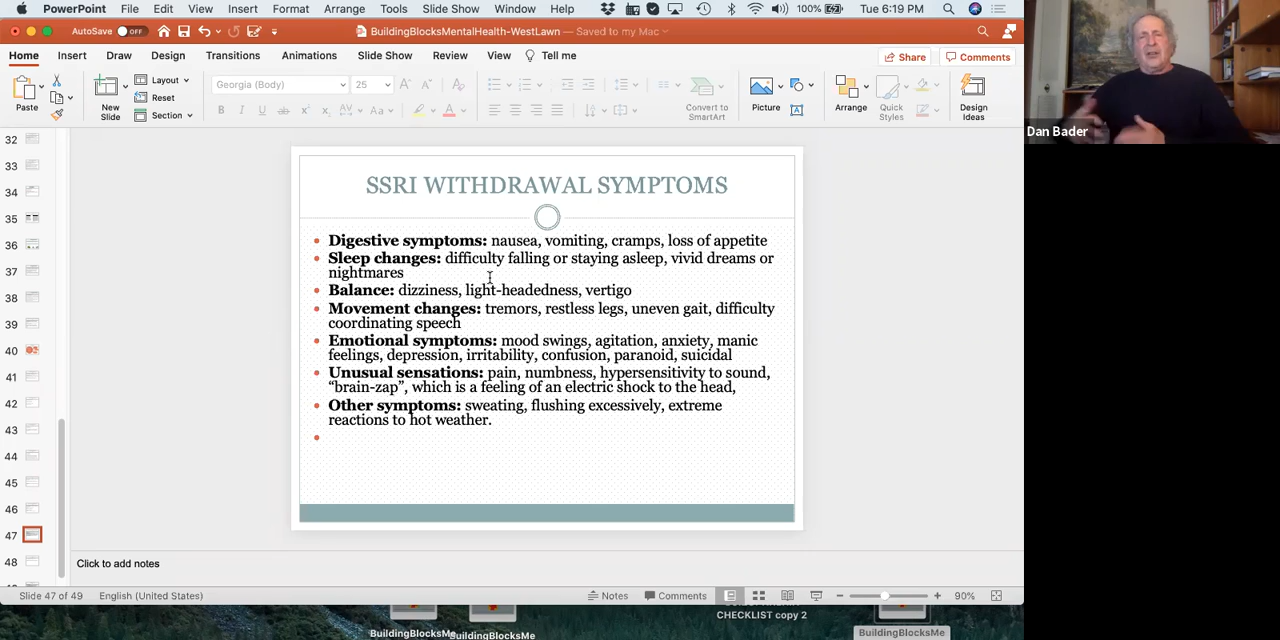 PowerPoint File Edit View Insert Format Arrange Tools Slide Show Window Help 100% Tue 6:19 PM
AutoSave OFF BuildingBlocksMentalHealth-WestLawn — Saved to my Mac
Home Insert Draw Design Transitions Animations Slide Show Review View Tell me Share Comments
Paste New Slide Layout Reset Section Georgia (Body) 25 Convert to SmartArt Picture Arrange Quick Styles Design Ideas
Dan Bader
32
33
34
35
36
37
38
39
40
41
42
43
44
45
46
47
48
SSRI WITHDRAWAL SYMPTOMS
Digestive symptoms: nausea, vomiting, cramps, loss of appetite
Sleep changes: difficulty falling or staying asleep, vivid dreams or
nightmares
Balance: dizziness, light-headedness, vertigo
Movement changes: tremors, restless legs, uneven gait, difficulty
coordinating speech
Emotional symptoms: mood swings, agitation, anxiety, manic
feelings, depression, irritability, confusion, paranoid, suicidal
Unusual sensations: pain, numbness, hypersensitivity to sound,
“brain-zap”, which is a feeling of an electric shock to the head,
Other symptoms: sweating, flushing excessively, extreme
reactions to hot weather.
Click to add notes
Slide 47 of 49 English (United States) Notes Comments 90%
CHECKLIST copy 2
BuildingBlocksMe BuildingBlocksMe